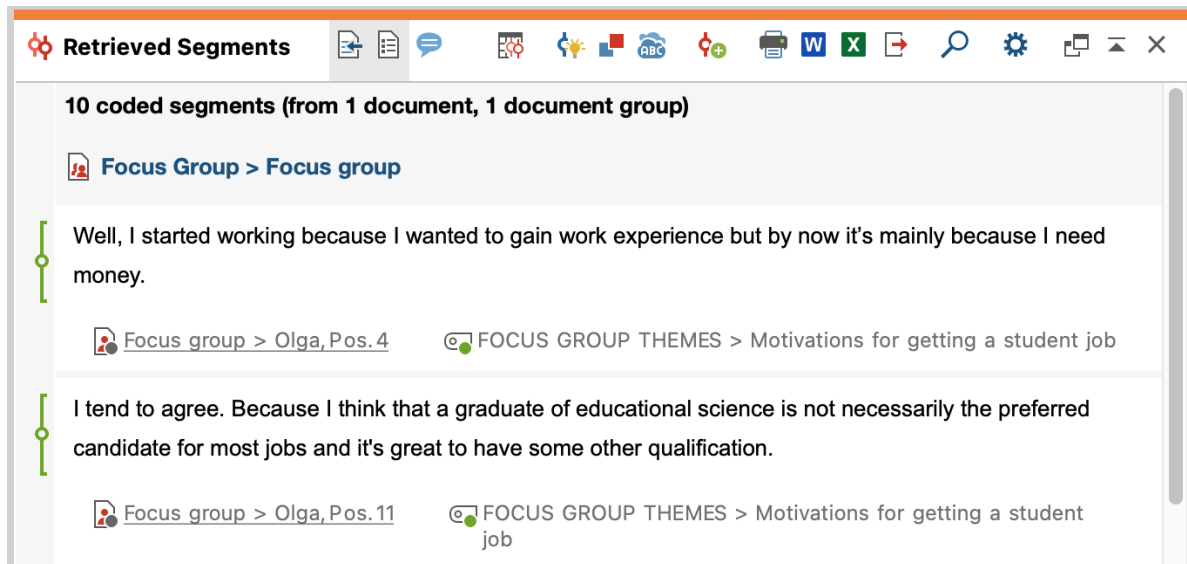 Retrieved Segments
ABC
W
X
10 coded segments (from 1 document, 1 document group)
Focus Group > Focus group
Well, I started working because I wanted to gain work experience but by now it’s mainly because I need
money.
Focus group > Olga, Pos. 4 FOCUS GROUP THEMES > Motivations for getting a student job
I tend to agree. Because I think that a graduate of educational science is not necessarily the preferred
candidate for most jobs and it's great to have some other qualification.
Focus group > Olga, Pos. 11 FOCUS GROUP THEMES > Motivations for getting a student
job